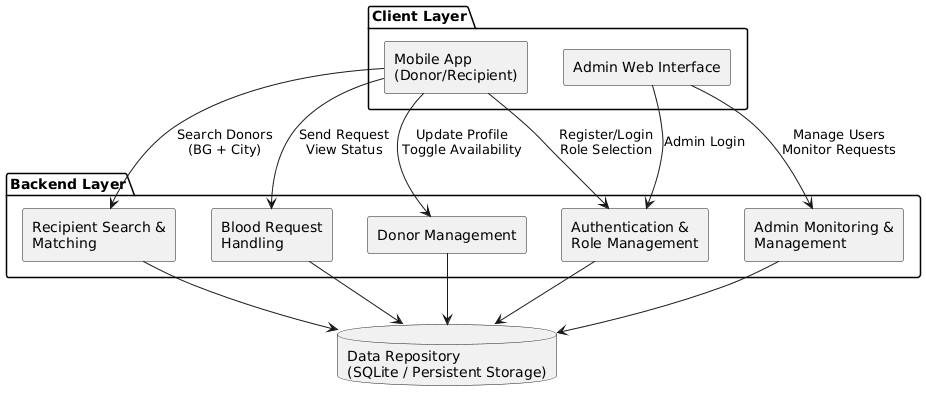 Client Layer
Mobile App
(Donor/Recipient)
Admin Web Interface
Search Donors
(BG + City)
Send Request
View Status
Update Profile
Toggle Availability
Register/Login
Role Selection
Admin Login
Manage Users
Monitor Requests
Backend Layer
Recipient Search &
Matching
Blood Request
Handling
Donor Management
Authentication &
Role Management
Admin Monitoring &
Management
Data Repository
(SQLite / Persistent Storage)